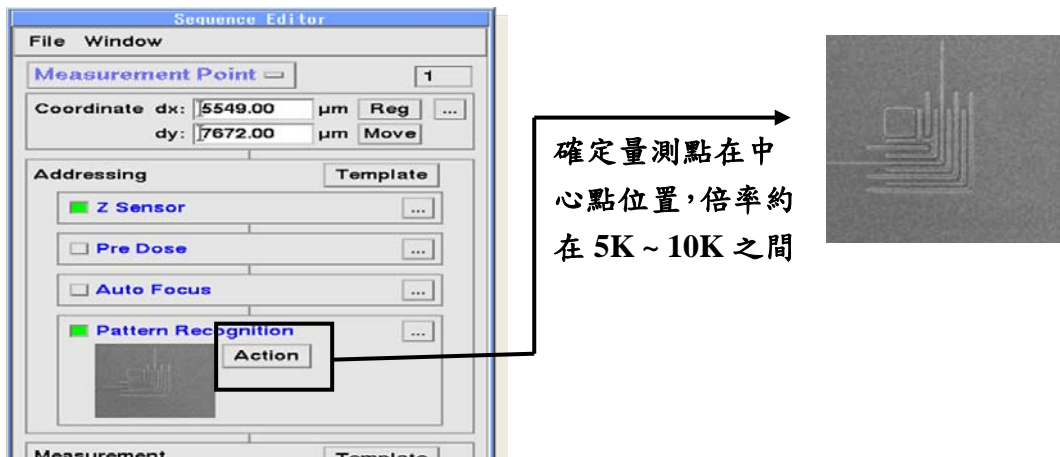 Sequence Editor
File Window
Measurement Point 1
Coordinate dx: 5549.00 μm Reg ...
dy: 7672.00 μm Move
Addressing Template
Z Sensor ...
Pre Dose ...
Auto Focus ...
Pattern Recognition ...
Action
Measurement Template
確定量測點在中
心點位置,倍率約
在 5K ~ 10K 之間